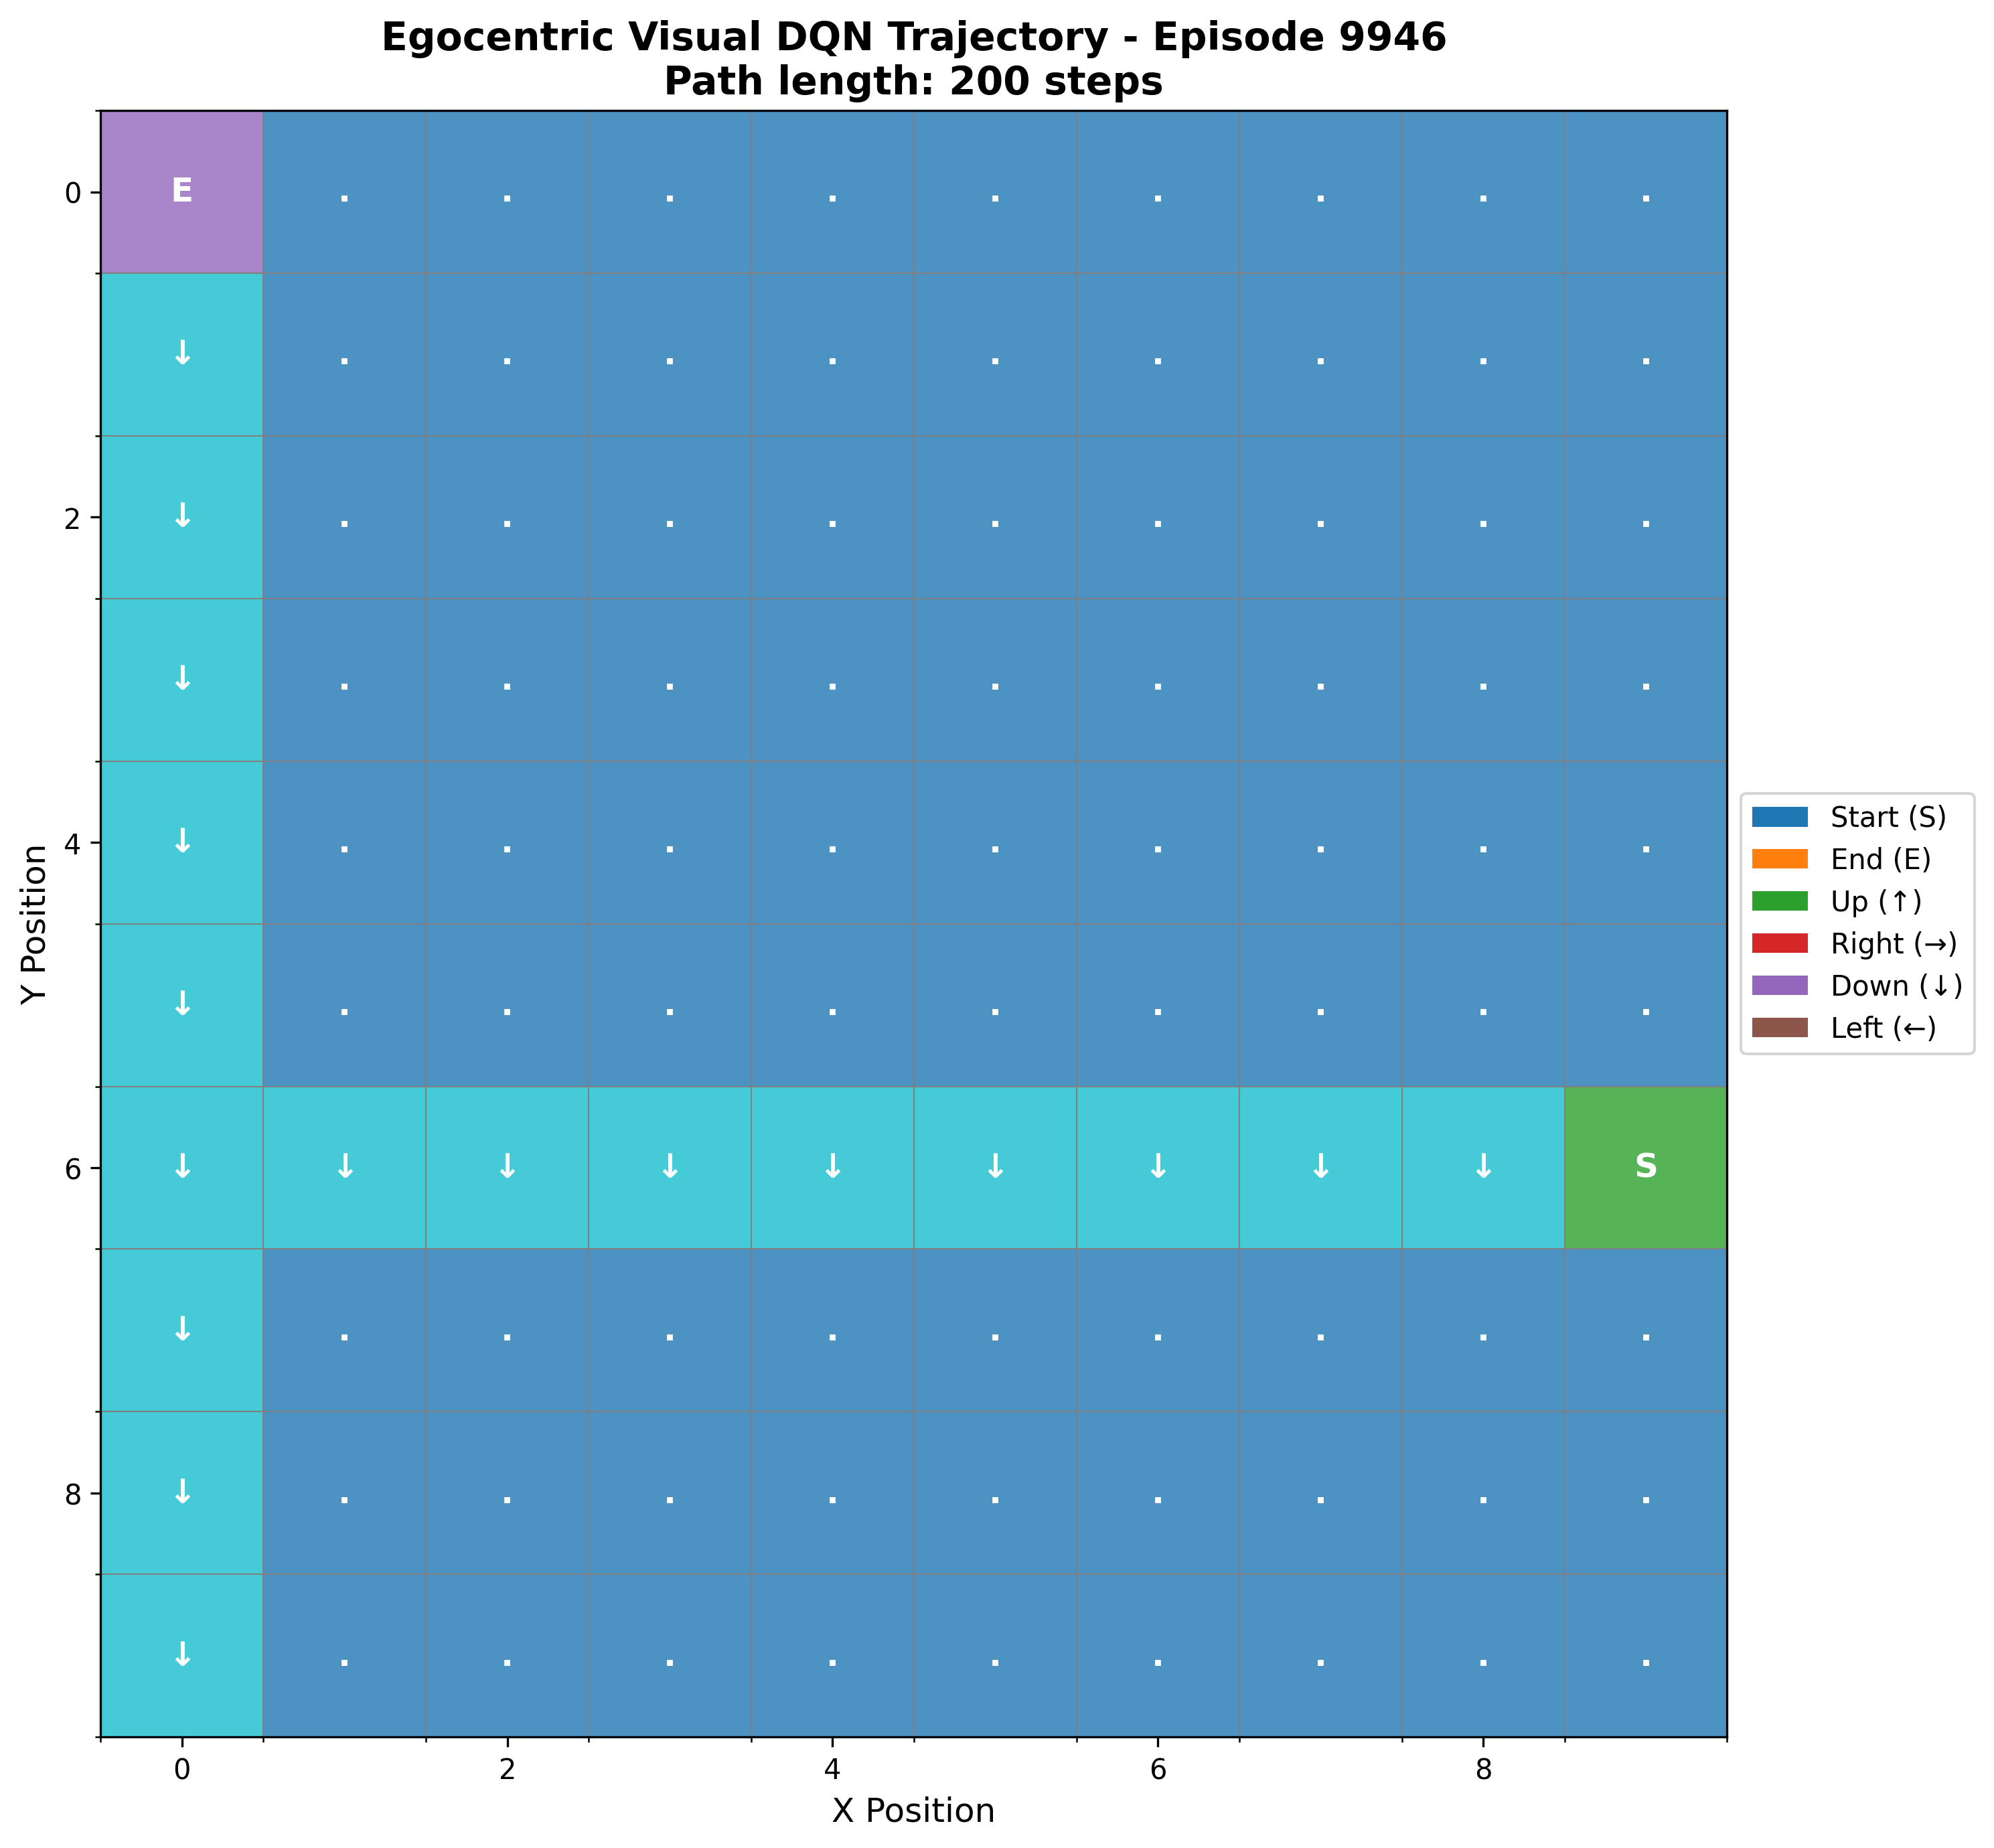 Egocentric Visual DQN Trajectory - Episode 9946
Path length: 200 steps
0 E . . . . . . . . .
↓ . . . . . . . . .
2 ↓ . . . . . . . . .
↓ . . . . . . . . .
4 ↓ . . . . . . . . .
↓ . . . . . . . . .
6 ↓ ↓ ↓ ↓ ↓ ↓ ↓ ↓ ↓ S
↓ . . . . . . . . .
8 ↓ . . . . . . . . .
↓ . . . . . . . . .
0 2 4 6 8
X Position
Y Position
Start (S)
End (E)
Up (↑)
Right (→)
Down (↓)
Left (←)